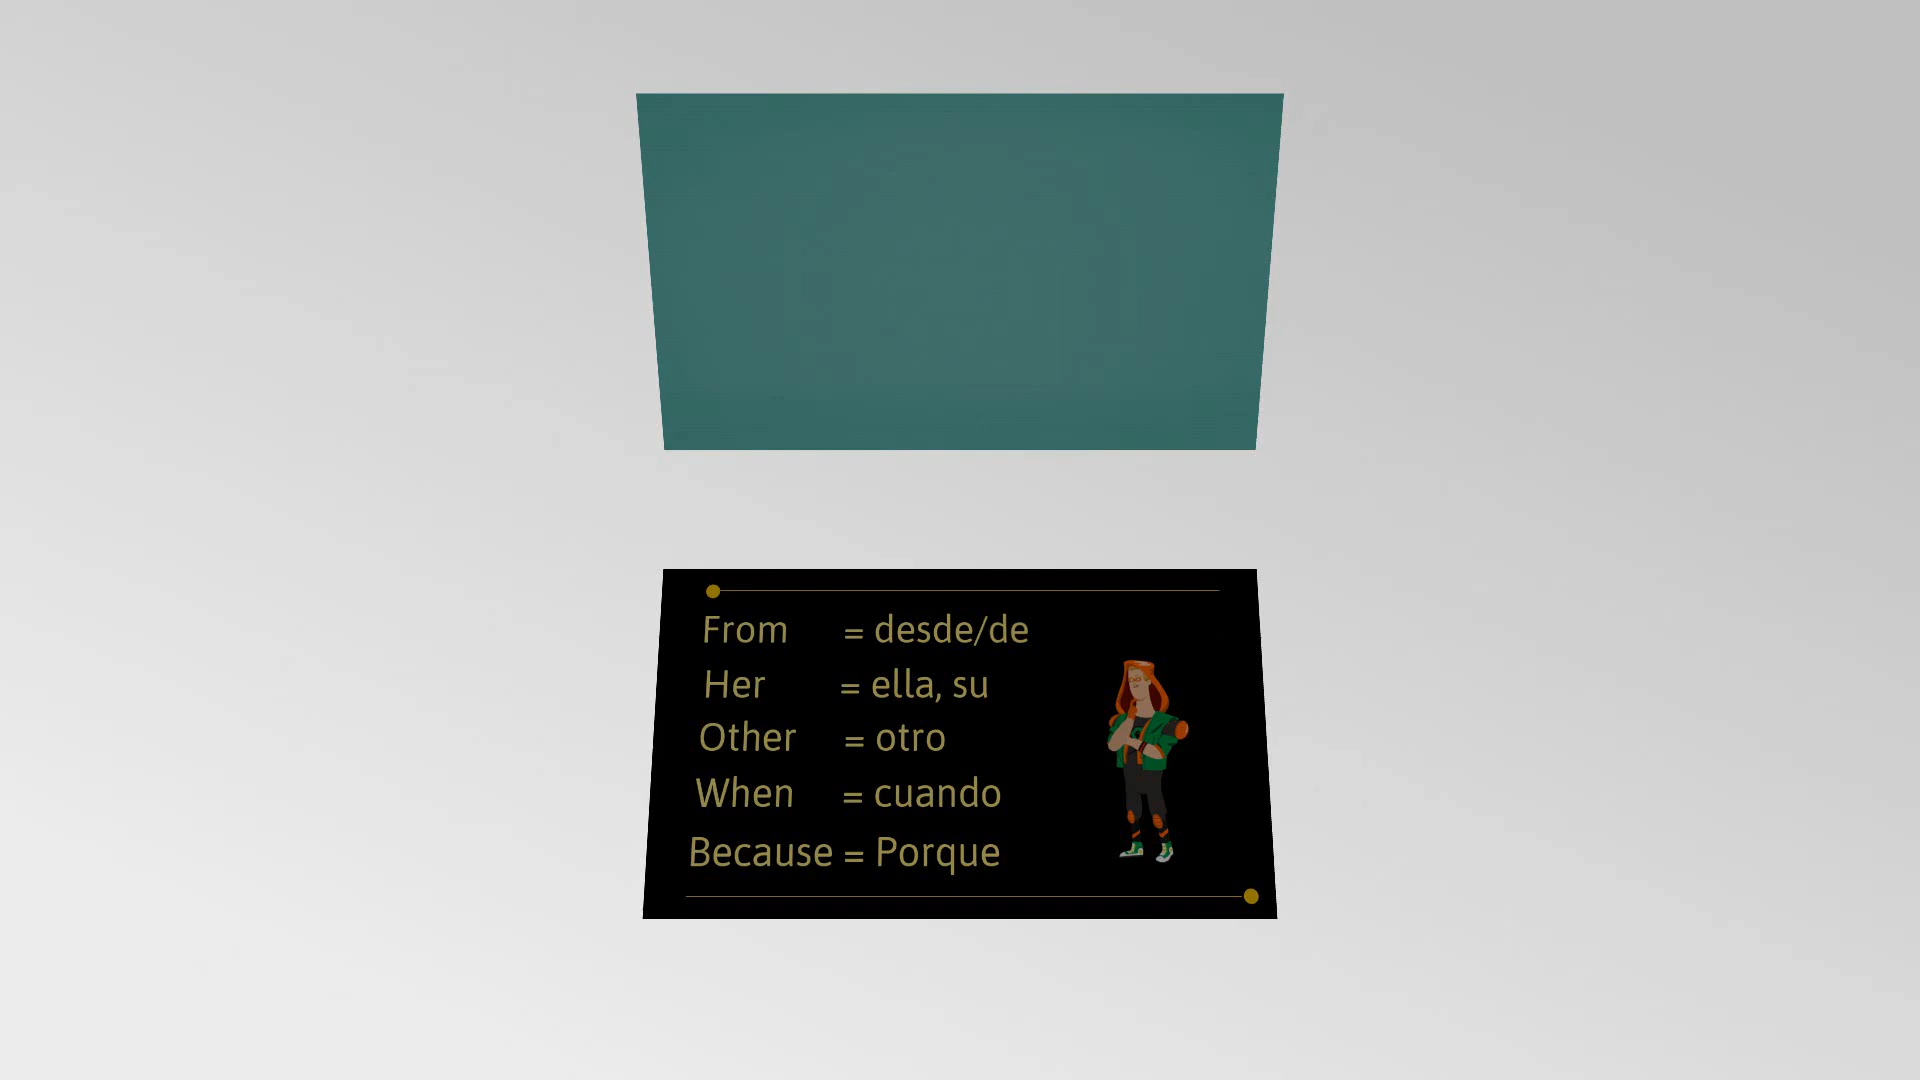 From = desde/de
Her = ella, su
Other = otro
When = cuando
Because = Porque